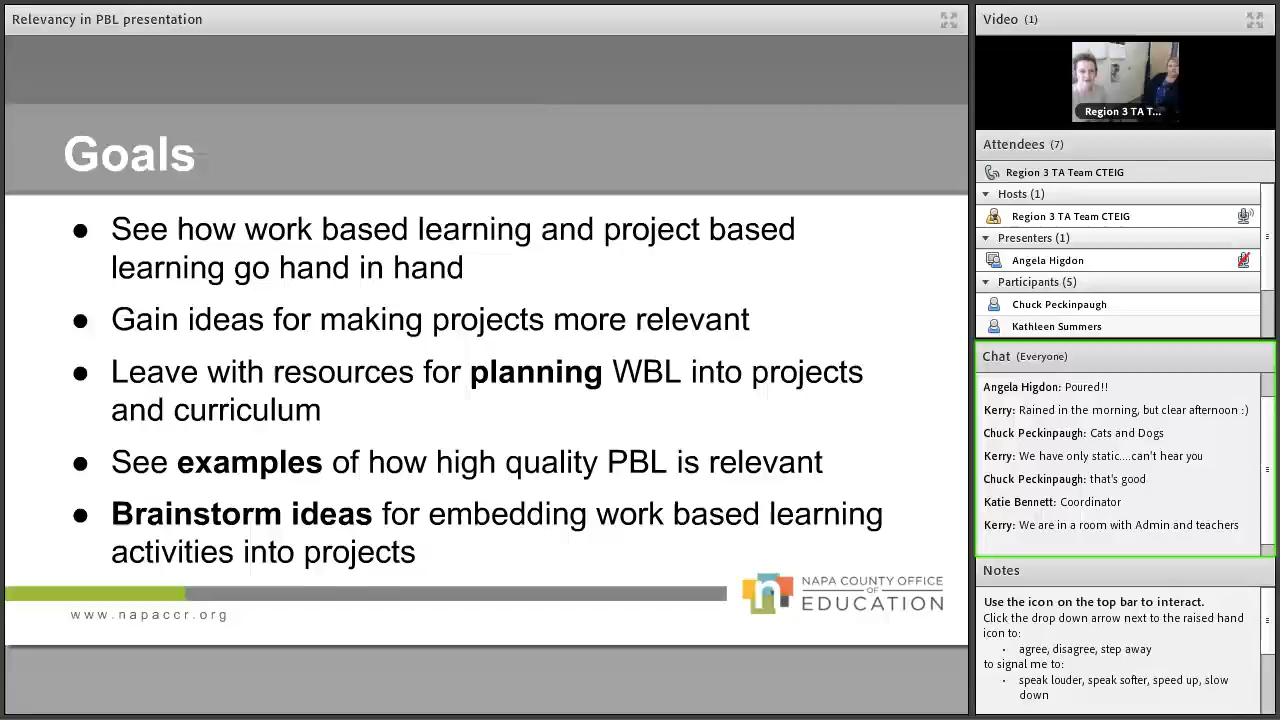 Relevancy in PBL presentation
Goals
● See how work based learning and project based
learning go hand in hand
● Gain ideas for making projects more relevant
● Leave with resources for planning WBL into projects
and curriculum
● See examples of how high quality PBL is relevant
● Brainstorm ideas for embedding work based learning
activities into projects
www.napaccr.org
n
NAPA COUNTY OFFICE
OF
EDUCATION
Video (1)
Region 3 TA T...
Attendees (7)
Region 3 TA Team CTEIG
Hosts (1)
Region 3 TA Team CTEIG
Presenters (1)
Angela Higdon
Participants (5)
Chuck Peckinpaugh
Kathleen Summers
Chat (Everyone)
Angela Higdon: Poured!!
Kerry: Rained in the morning, but clear afternoon :)
Chuck Peckinpaugh: Cats and Dogs
Kerry: We have only static....can't hear you
Chuck Peckinpaugh: that's good
Katie Bennett: Coordinator
Kerry: We are in a room with Admin and teachers
Notes
Use the icon on the top bar to interact.
Click the drop down arrow next to the raised hand
icon to:
· agree, disagree, step away
to signal me to:
· speak louder, speak softer, speed up, slow
down